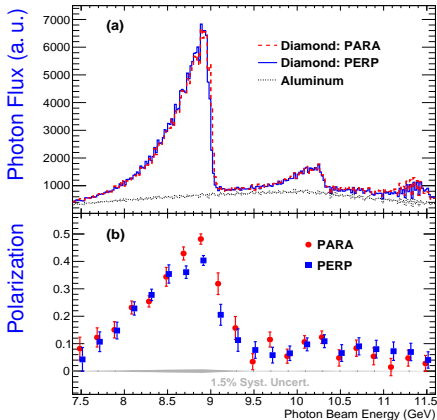 (a)
Diamond: PARA
Diamond: PERP
Aluminum
Photon Flux (a. u.)
7000
6000
5000
4000
3000
2000
1000
(b)
PARA
PERP
Polarization
0.5
0.4
0.3
0.2
0.1
0
1.5% Syst. Uncert.
7.5 8 8.5 9 9.5 10 10.5 11 11.5
Photon Beam Energy (GeV)